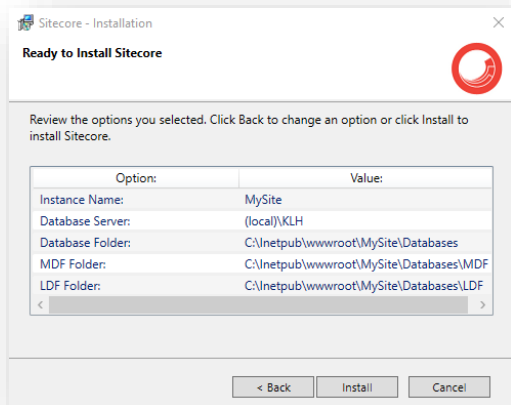 Sitecore - Installation
Ready to Install Sitecore
Review the options you selected. Click Back to change an option or click Install to
install Sitecore.
Option: Value:
Instance Name: MySite
Database Server: (local)\KLH
Database Folder: C:\Inetpub\wwwroot\MySite\Databases
MDF Folder: C:\Inetpub\wwwroot\MySite\Databases\MDF
LDF Folder: C:\Inetpub\wwwroot\MySite\Databases\LDF
< Back Install Cancel